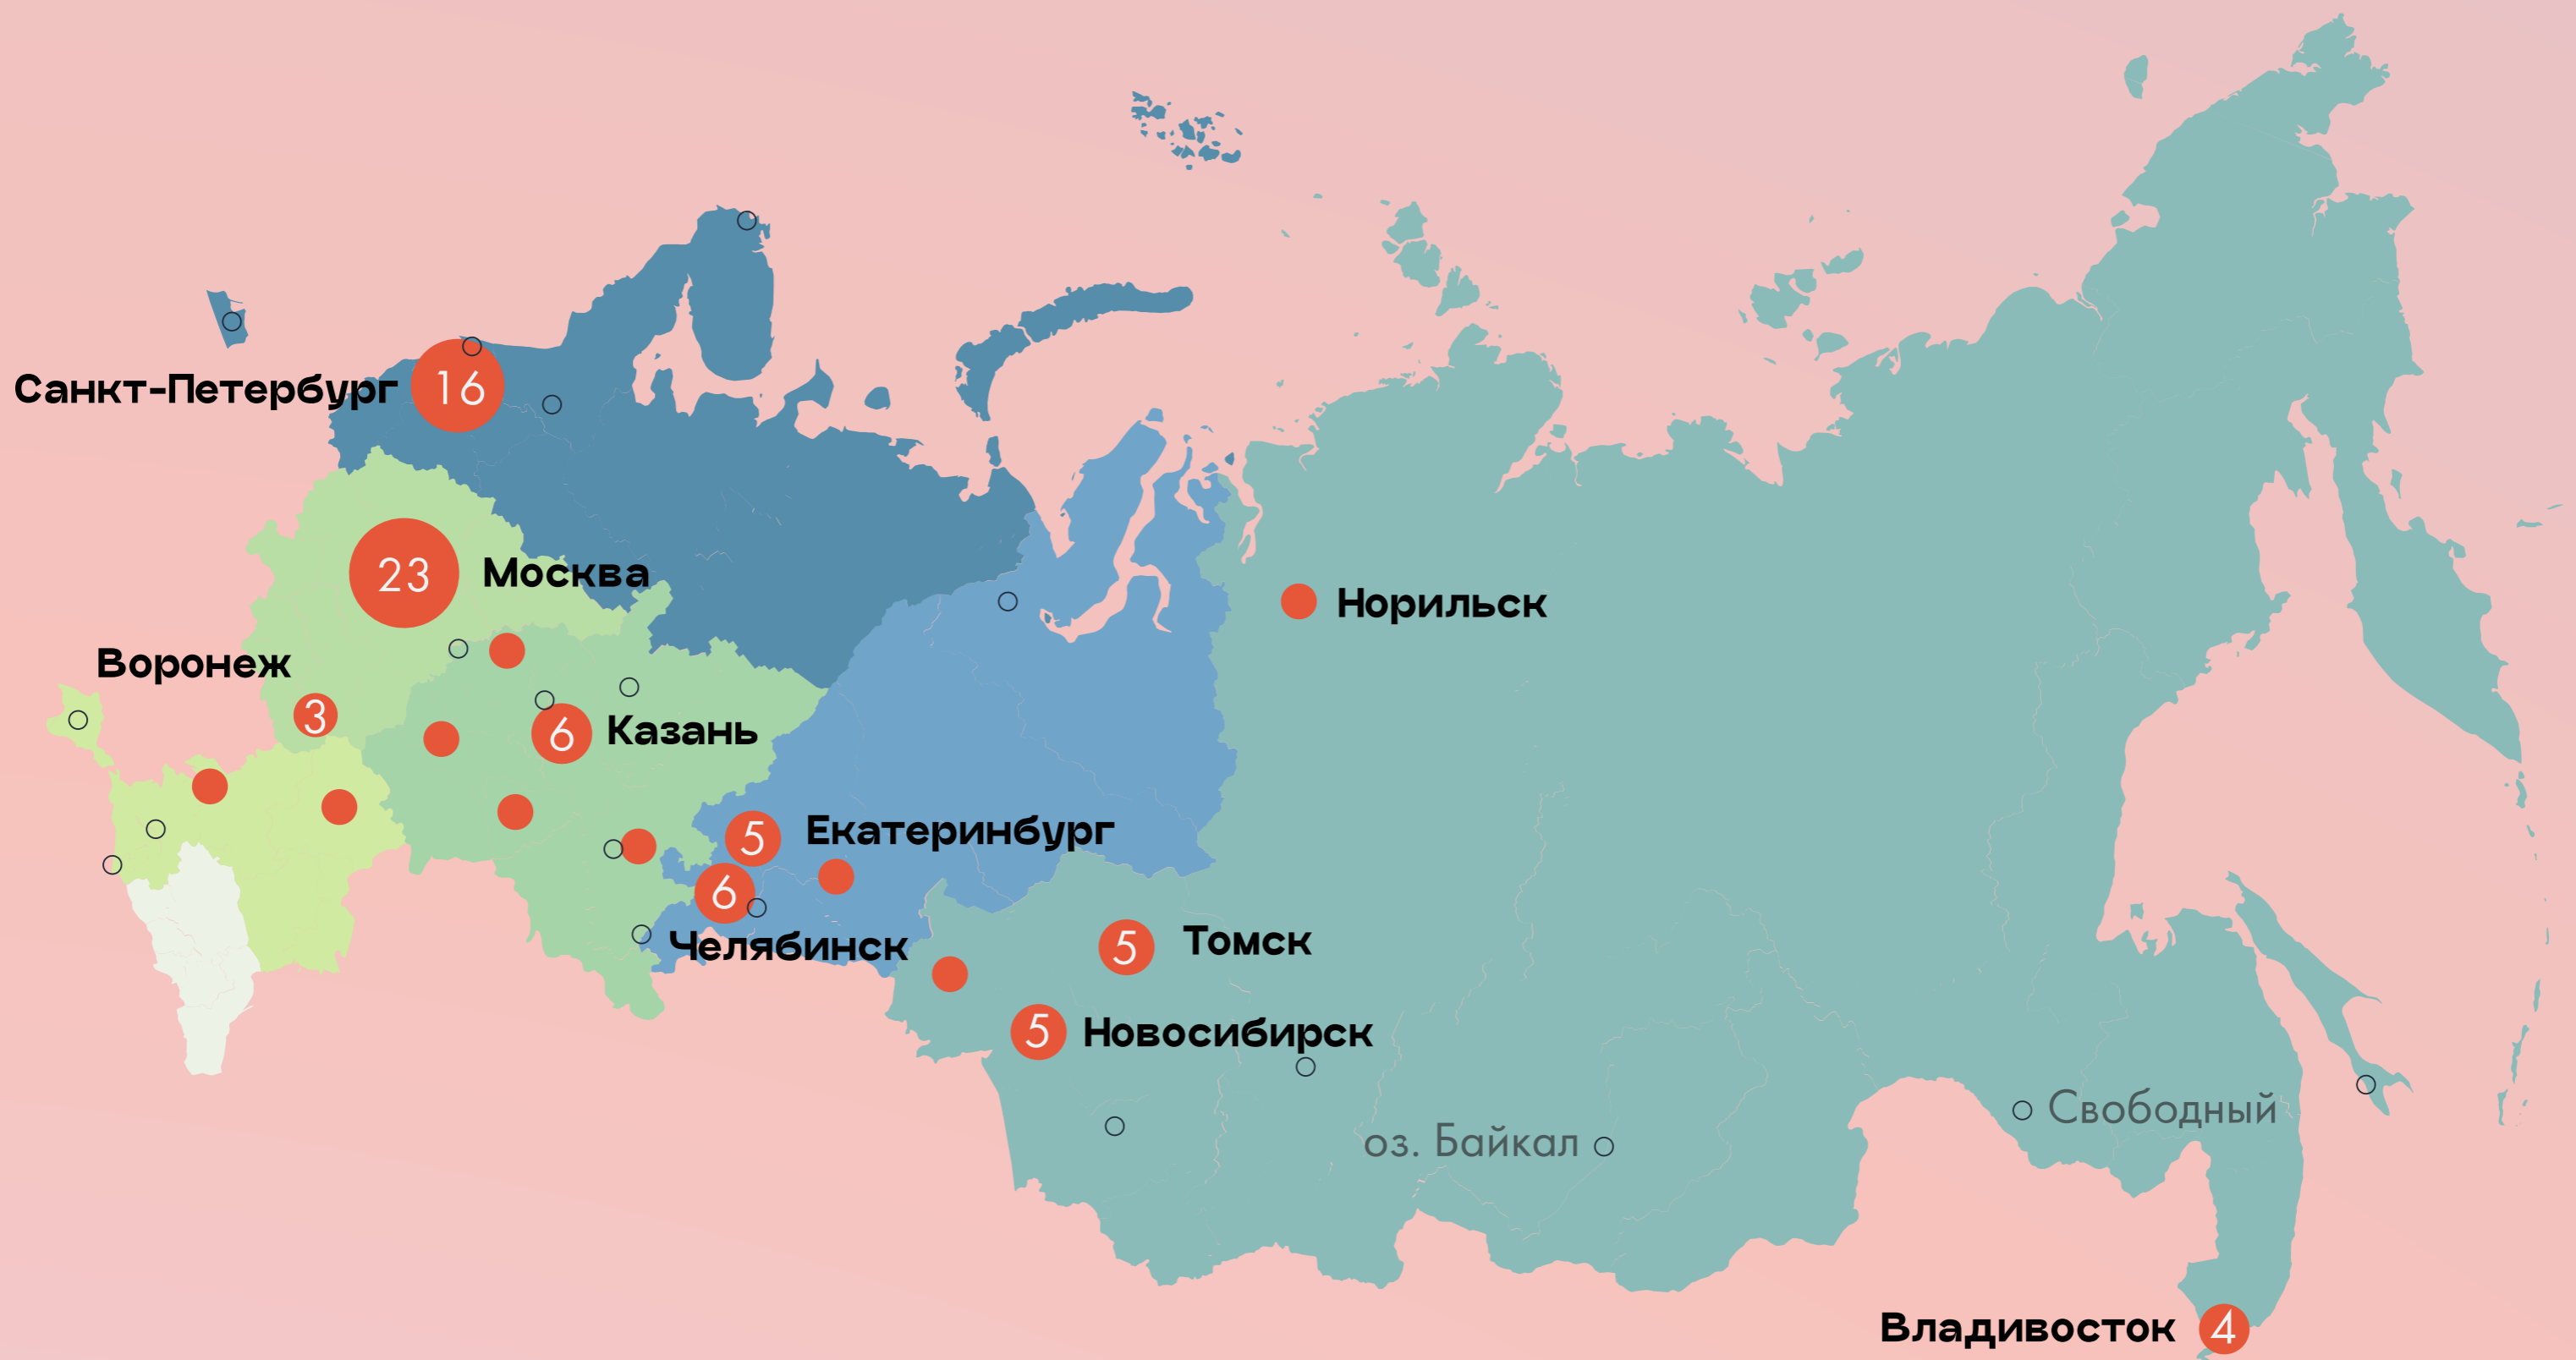 Санкт-Петербург
16
23
Москва
Норильск
Воронеж
3
6
Казань
5
Екатеринбург
6
Челябинск
5
Томск
5
Новосибирск
оз. Байкал
Свободный
Владивосток
4